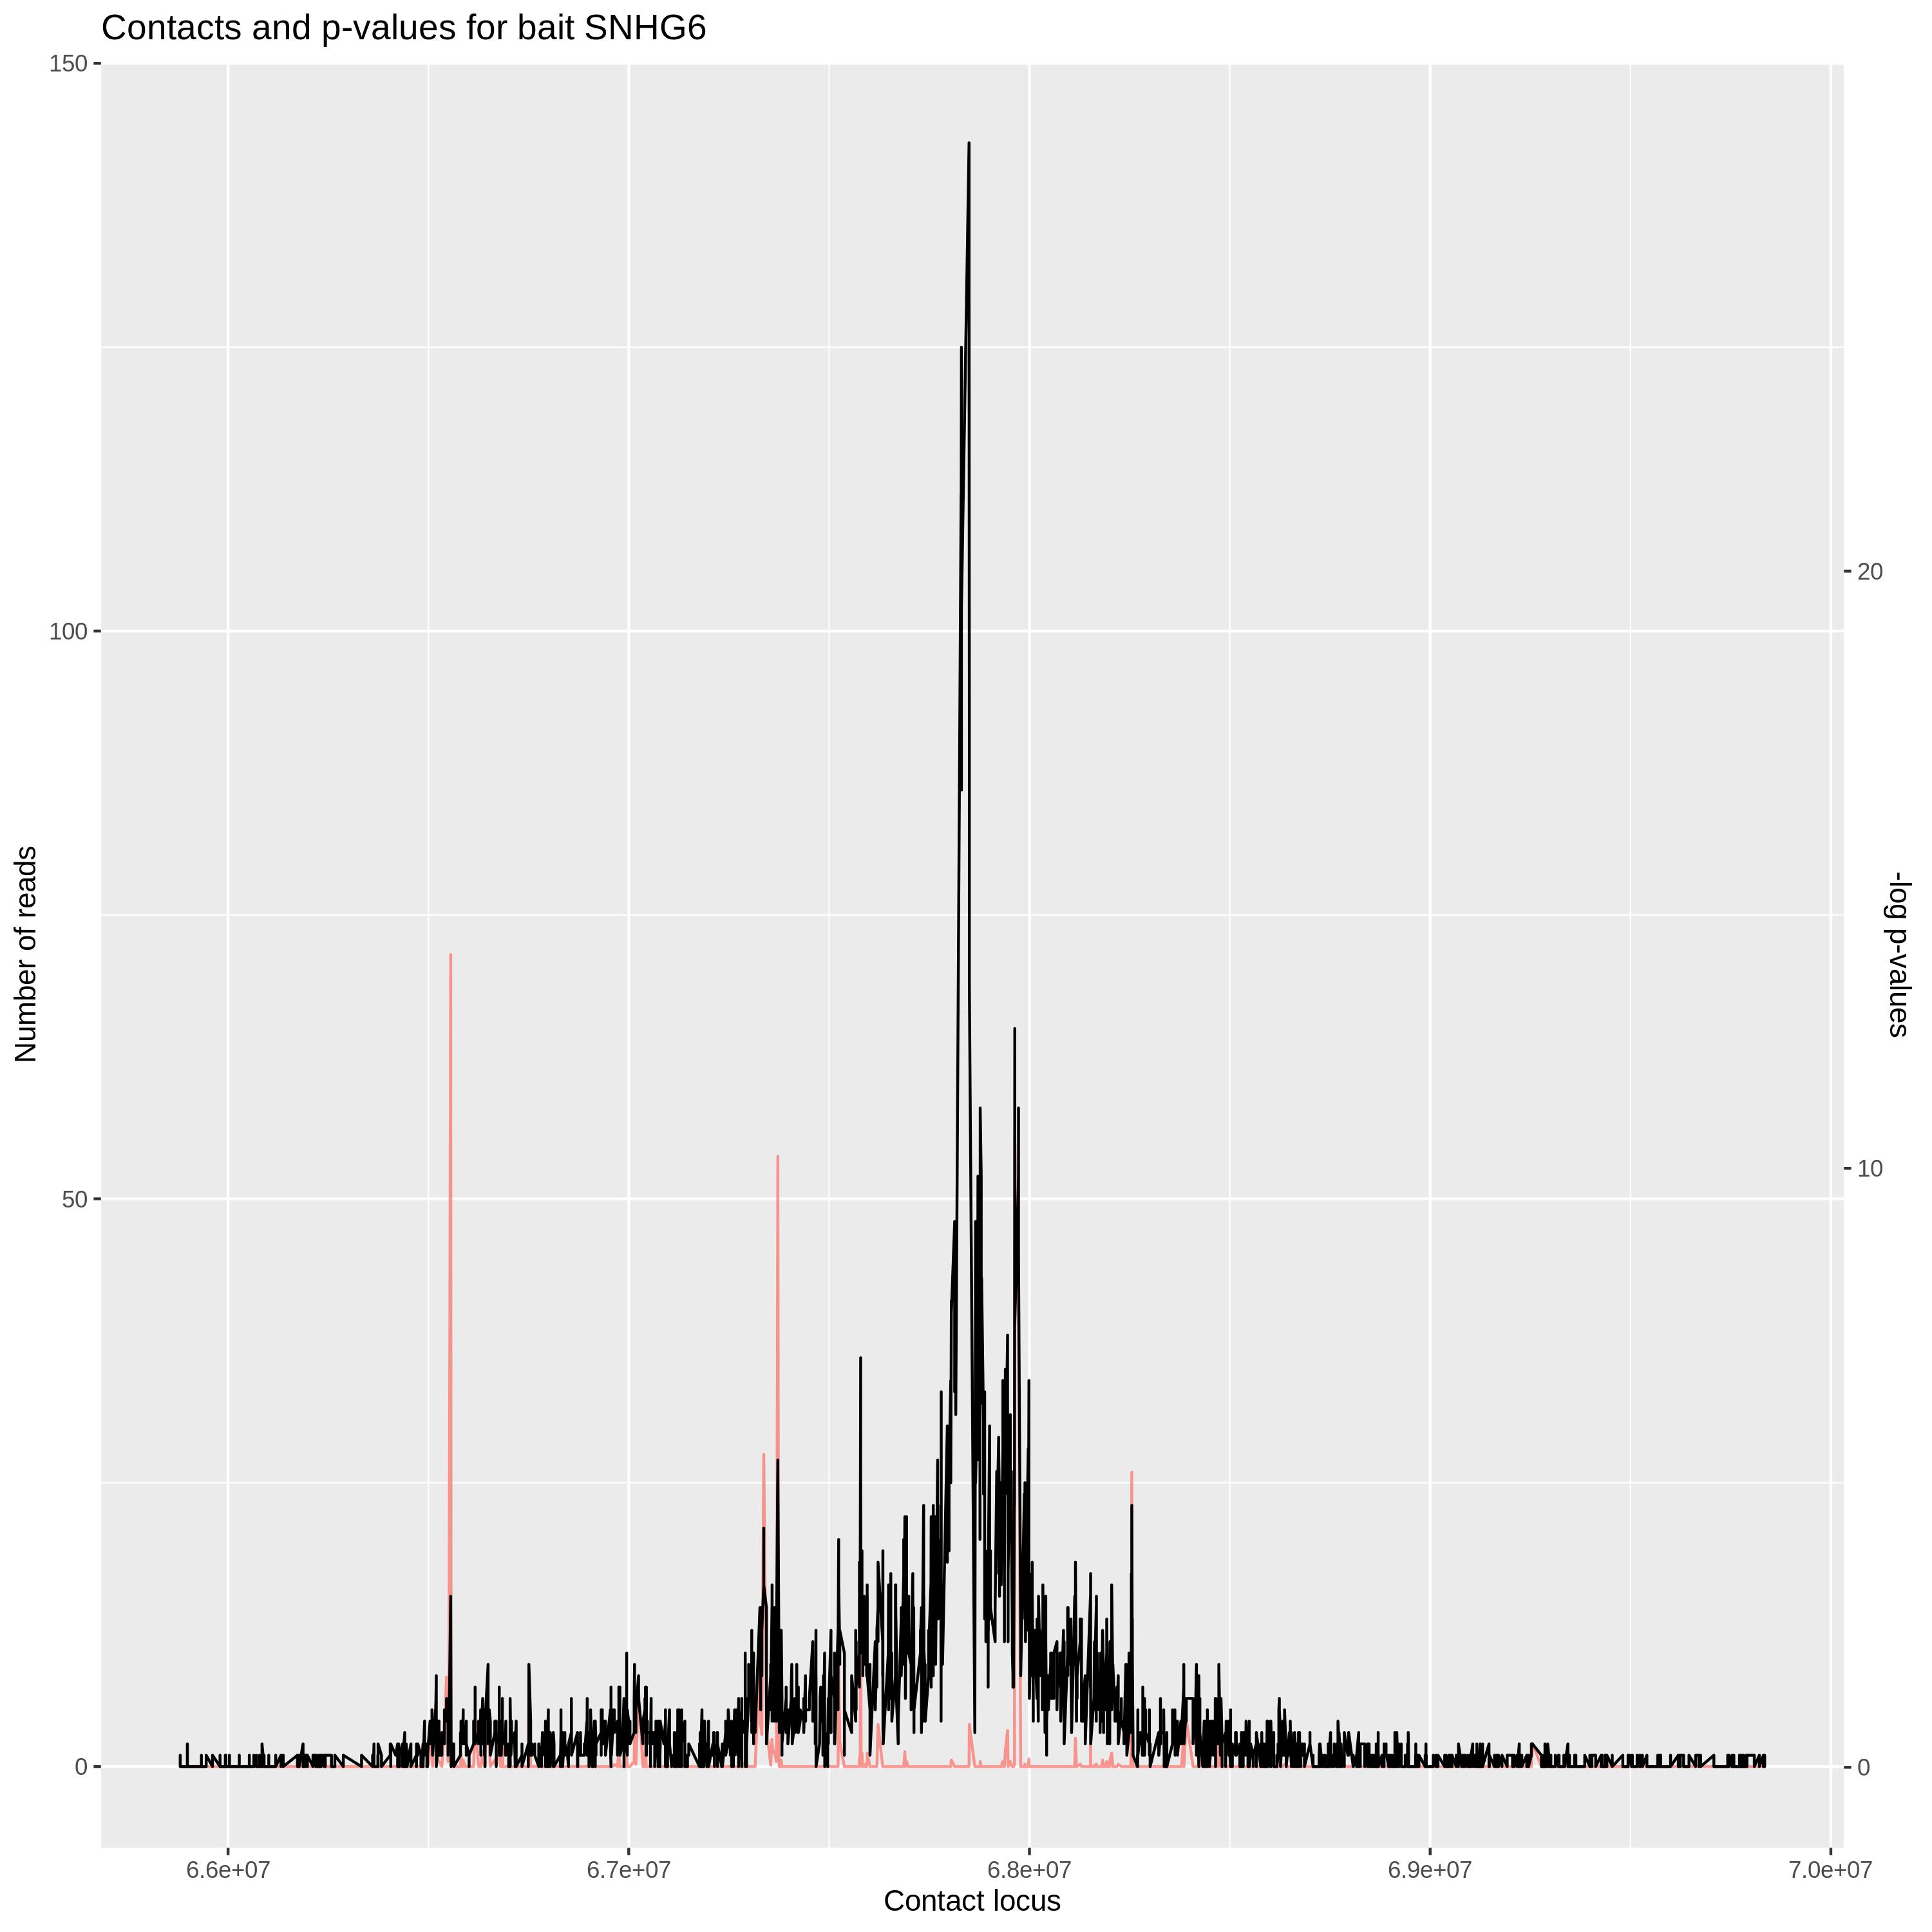 Contacts and p-values for bait SNHG6
150
100
50
0
Number of reads
20
10
0
-log p-values
6.6e+07
6.7e+07
6.8e+07
6.9e+07
7.0e+07
Contact locus